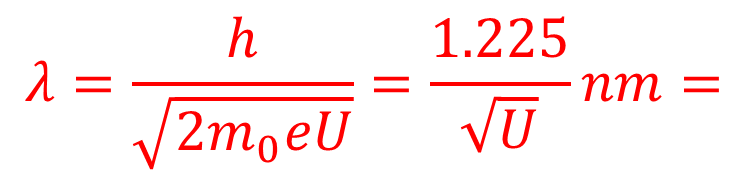 λ = h / √(2m₀eU) = 1.225 / √U nm =